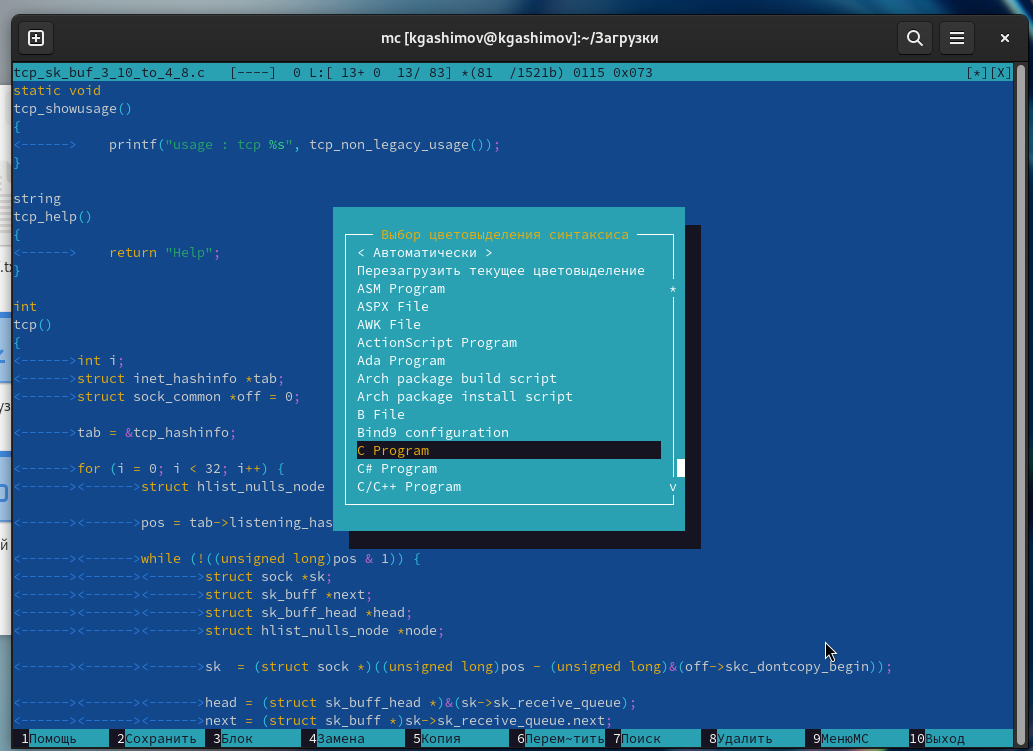 mc [kgashimov@kgashimov]:~/Загрузки
tcp_sk_buf_3_10_to_4_8.c   [----]  0 L:[ 13+ 0  13/ 83] *(81  /1521b) 0115 0x073   [*][X]
static void
tcp_showusage()
{
<------>    printf("usage : tcp %s", tcp_non_legacy_usage());
}
string
tcp_help()
{
<------>    return "Help";
}
int
tcp()
{
<------>int i;
<------>struct inet_hashinfo *tab;
<------>struct sock_common *off = 0;
<------>tab = &tcp_hashinfo;
<------>for (i = 0; i < 32; i++) {
<------><------>struct hlist_nulls_node
<------><------>pos = tab->listening_has
<------><------>while (!((unsigned long)pos & 1)) {
<------><------><------>struct sock *sk;
<------><------><------>struct sk_buff *next;
<------><------><------>struct sk_buff_head *head;
<------><------><------>struct hlist_nulls_node *node;
<------><------><------>sk  = (struct sock *)((unsigned long)pos - (unsigned long)&(off->skc_dontcopy_begin));
<------><------><------>head = (struct sk_buff_head *)&(sk->sk_receive_queue);
<------><------><------>next = (struct sk_buff *)sk->sk_receive_queue.next;
Выбор цветовыделения синтаксиса
< Автоматически >
Перезагрузить текущее цветовыделение
ASM Program
ASPX File
AWK File
ActionScript Program
Ada Program
Arch package build script
Arch package install script
B File
Bind9 configuration
C Program
C# Program
C/C++ Program
1Помощь 2Сохранить 3Блок 4Замена 5Копия 6Перем~тить 7Поиск 8Удалить 9МенюMC 10Выход